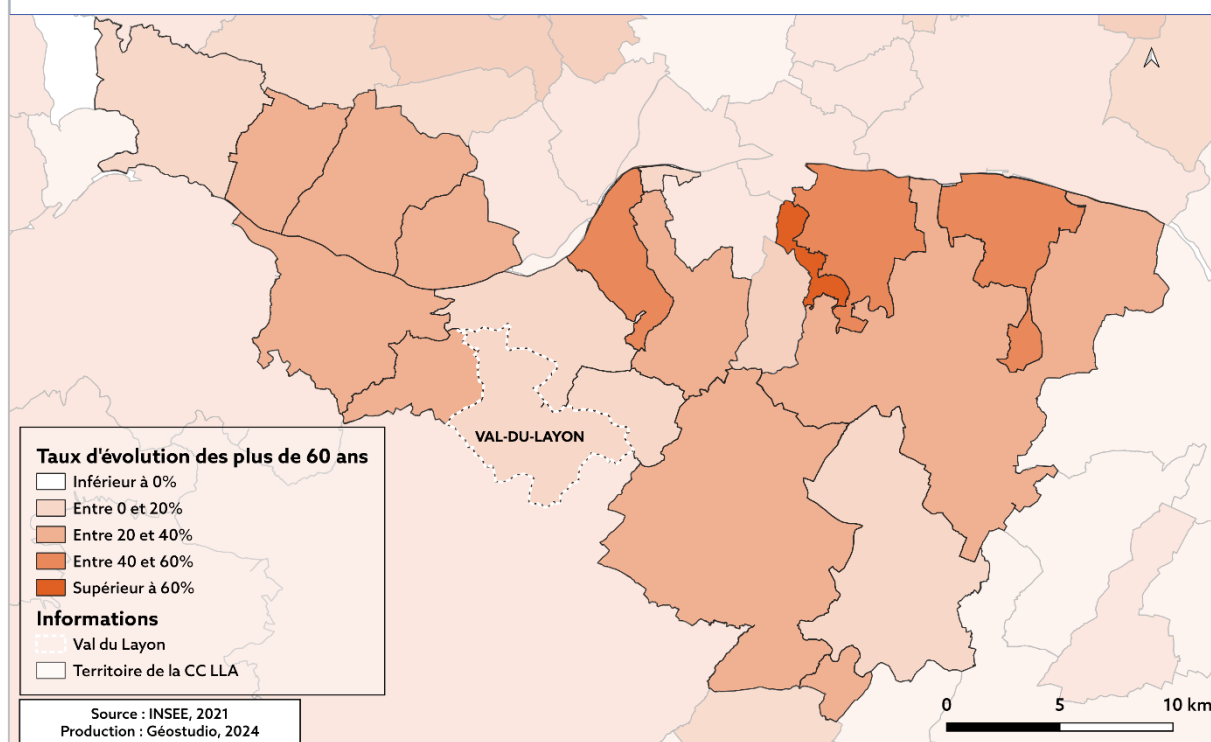 VAL-DU-LAYON
Taux d'évolution des plus de 60 ans
Inférieur à 0%
Entre 0 et 20%
Entre 20 et 40%
Entre 40 et 60%
Supérieur à 60%
Informations
Val du Layon
Territoire de la CC LLA
Source : INSEE, 2021
Production : Géostudio, 2024
0 5 10 km